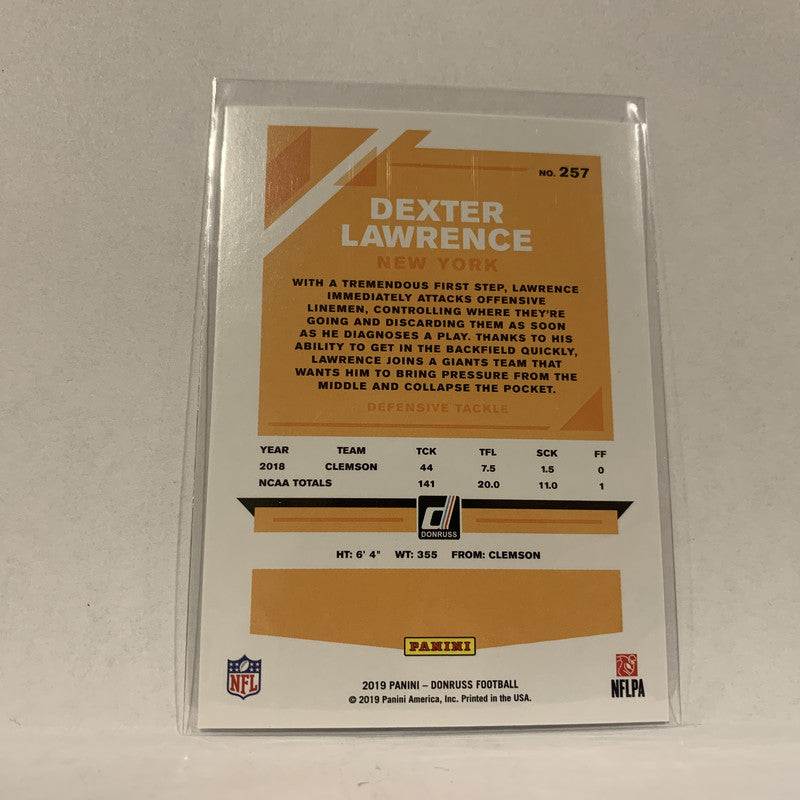 NO. 257
DEXTER
LAWRENCE
NEW YORK
WITH A TREMENDOUS FIRST STEP, LAWRENCE
IMMEDIATELY ATTACKS OFFENSIVE
LINEMEN, CONTROLLING WHERE THEY'RE
GOING AND DISCARDING THEM AS SOON
AS HE DIAGNOSES A PLAY. THANKS TO HIS
ABILITY TO GET IN THE BACKFIELD QUICKLY,
LAWRENCE JOINS A GIANTS TEAM THAT
WANTS HIM TO BRING PRESSURE FROM THE
MIDDLE AND COLLAPSE THE POCKET.
DEFENSIVE TACKLE
YEAR TEAM TCK TFL SCK FF
2018 CLEMSON 44 7.5 1.5 0
NCAA TOTALS 141 20.0 11.0 1
d
DONRUSS
HT: 6' 4" WT: 355 FROM: CLEMSON
PANINI
NFL
2019 PANINI – DONRUSS FOOTBALL
© 2019 Panini America, Inc. Printed in the USA.
NFLPA